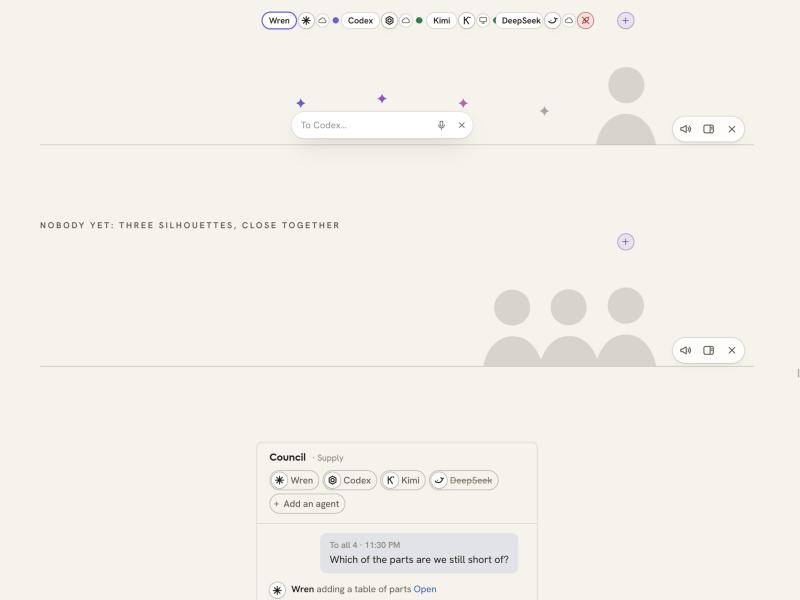 Wren Codex Kimi DeepSeek
To Codex...
NOBODY YET: THREE SILHOUETTES, CLOSE TOGETHER
Council · Supply
Wren Codex Kimi DeepSeek
+ Add an agent
To all 4 · 11:30 PM
Which of the parts are we still short of?
Wren adding a table of parts Open